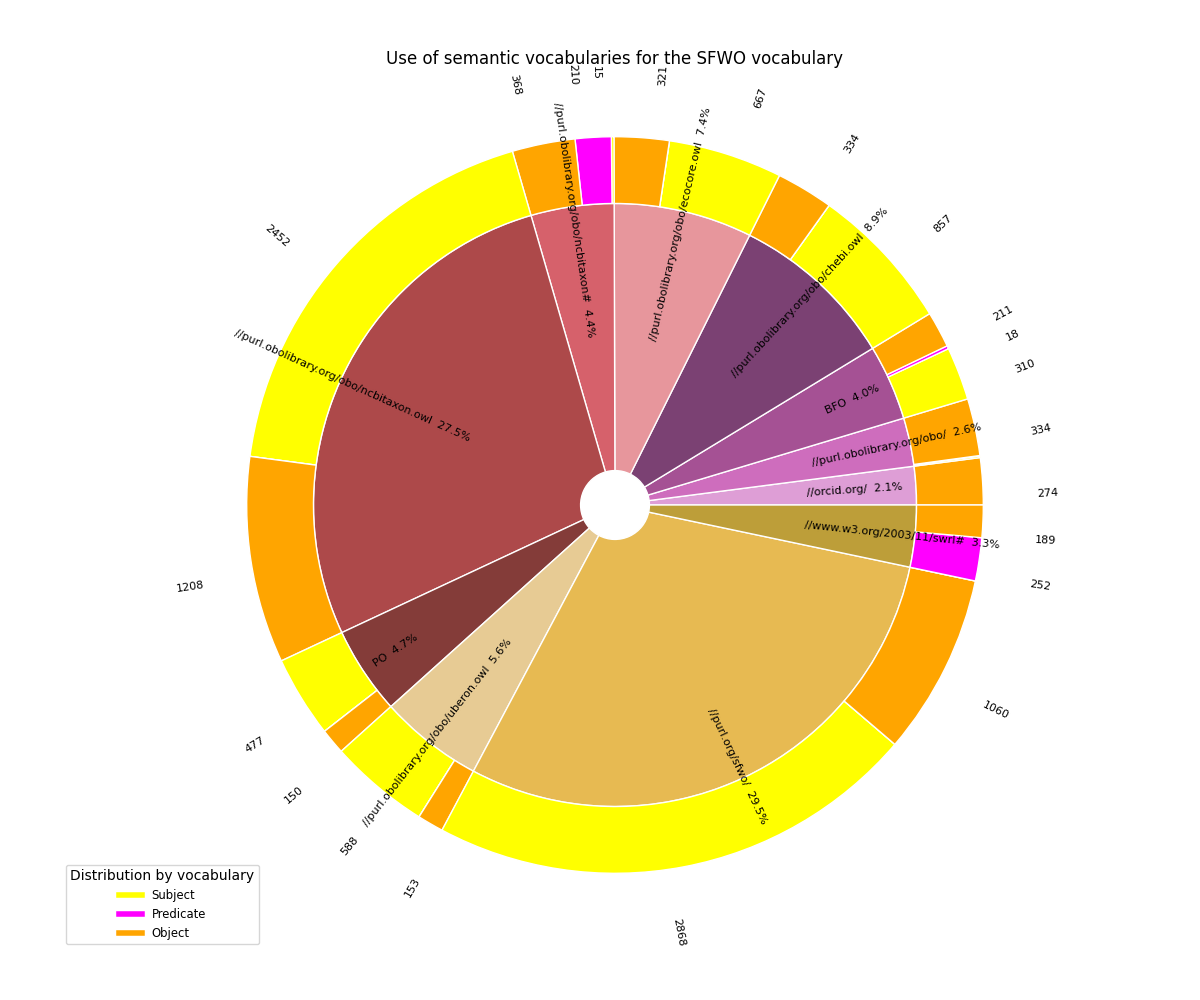 Use of semantic vocabularies for the SFWO vocabulary
321
667
334
857
211
18
310
334
274
189
252
1060
2868
153
588
150
477
1208
2452
368
210
15
//purl.obolibrary.org/obo/ecocore.owl 7.4%
//purl.obolibrary.org/obo/chebi.owl 8.9%
BFO 4.0%
//purl.obolibrary.org/obo/ 2.6%
//orcid.org/ 2.1%
//www.w3.org/2003/11/swrl# 3.3%
//purl.org/sfwo/ 29.5%
//purl.obolibrary.org/obo/uberon.owl 5.6%
PO 4.7%
//purl.obolibrary.org/obo/ncbitaxon.owl 27.5%
//purl.obolibrary.org/obo/ncbitaxon# 4.4%
Distribution by vocabulary
Subject
Predicate
Object